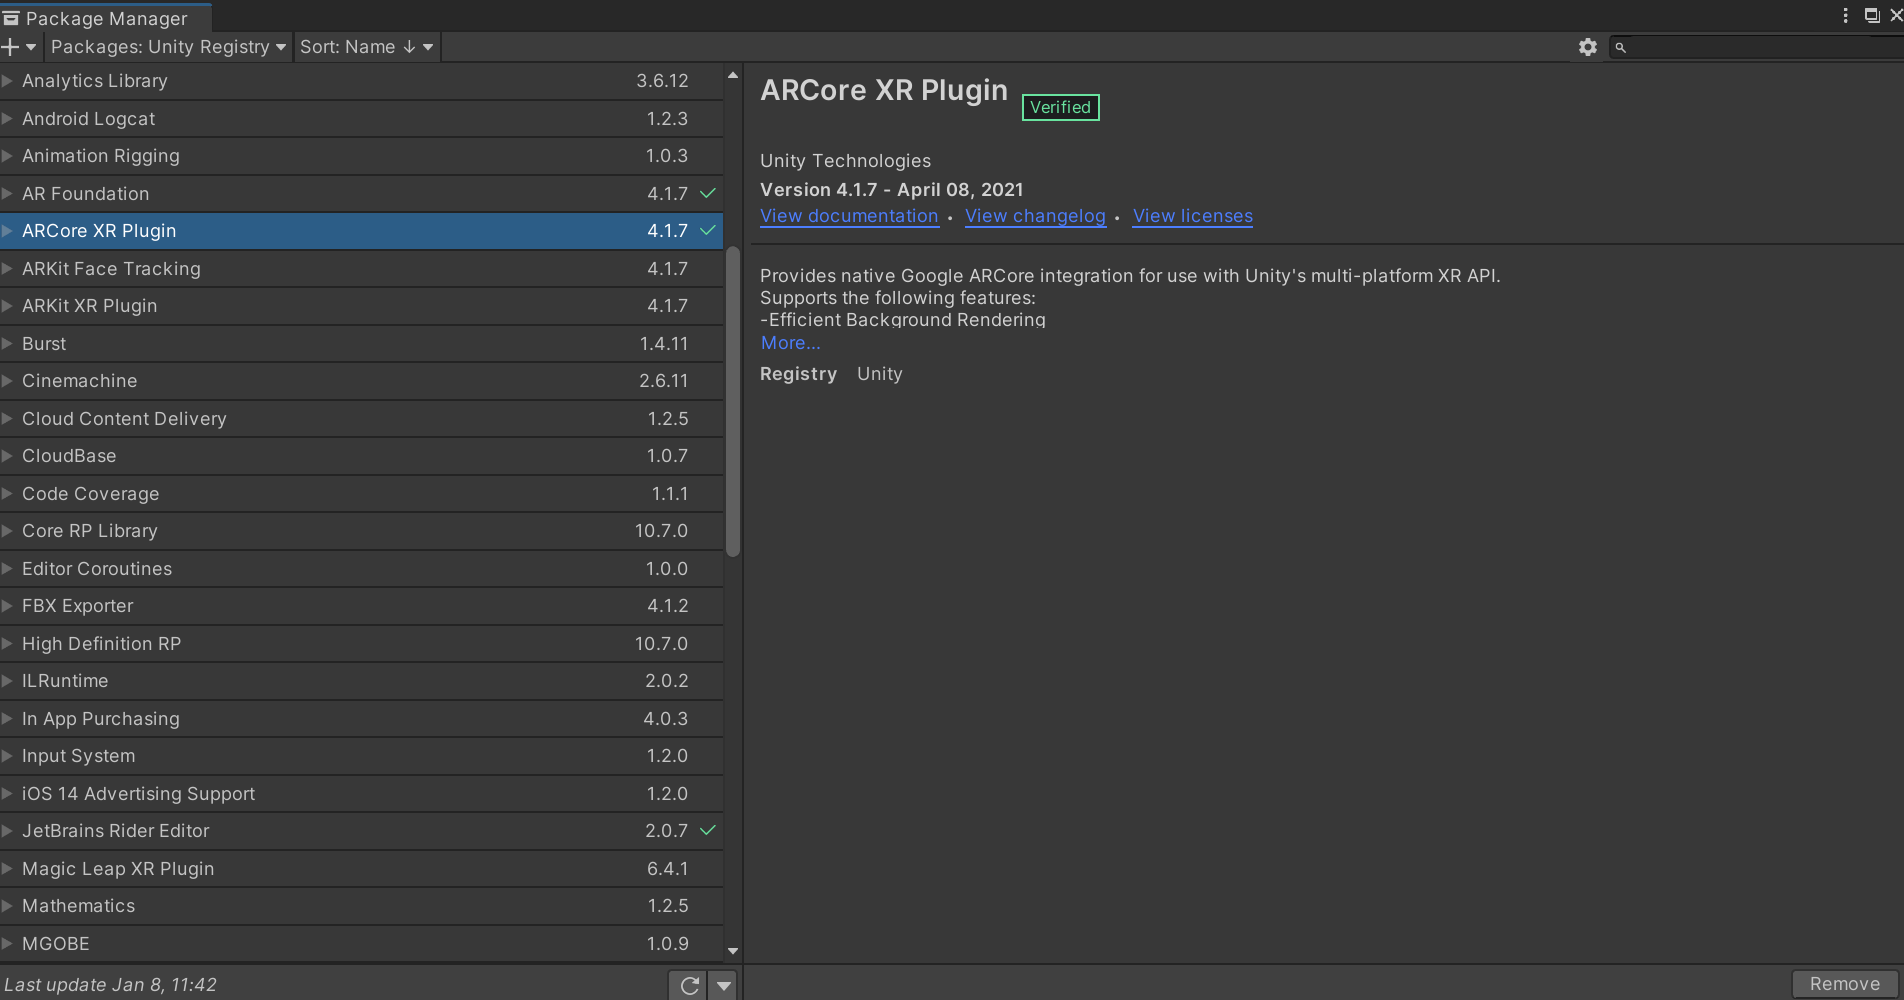 Package Manager
Packages: Unity Registry
Sort: Name ↓
Analytics Library 3.6.12
Android Logcat 1.2.3
Animation Rigging 1.0.3
AR Foundation 4.1.7
ARCore XR Plugin 4.1.7
ARKit Face Tracking 4.1.7
ARKit XR Plugin 4.1.7
Burst 1.4.11
Cinemachine 2.6.11
Cloud Content Delivery 1.2.5
CloudBase 1.0.7
Code Coverage 1.1.1
Core RP Library 10.7.0
Editor Coroutines 1.0.0
FBX Exporter 4.1.2
High Definition RP 10.7.0
ILRuntime 2.0.2
In App Purchasing 4.0.3
Input System 1.2.0
iOS 14 Advertising Support 1.2.0
JetBrains Rider Editor 2.0.7
Magic Leap XR Plugin 6.4.1
Mathematics 1.2.5
MGOBE 1.0.9
Last update Jan 8, 11:42
ARCore XR Plugin Verified
Unity Technologies
Version 4.1.7 - April 08, 2021
View documentation • View changelog • View licenses
Provides native Google ARCore integration for use with Unity's multi-platform XR API.
Supports the following features:
-Efficient Background Rendering
More...
Registry Unity
Remove